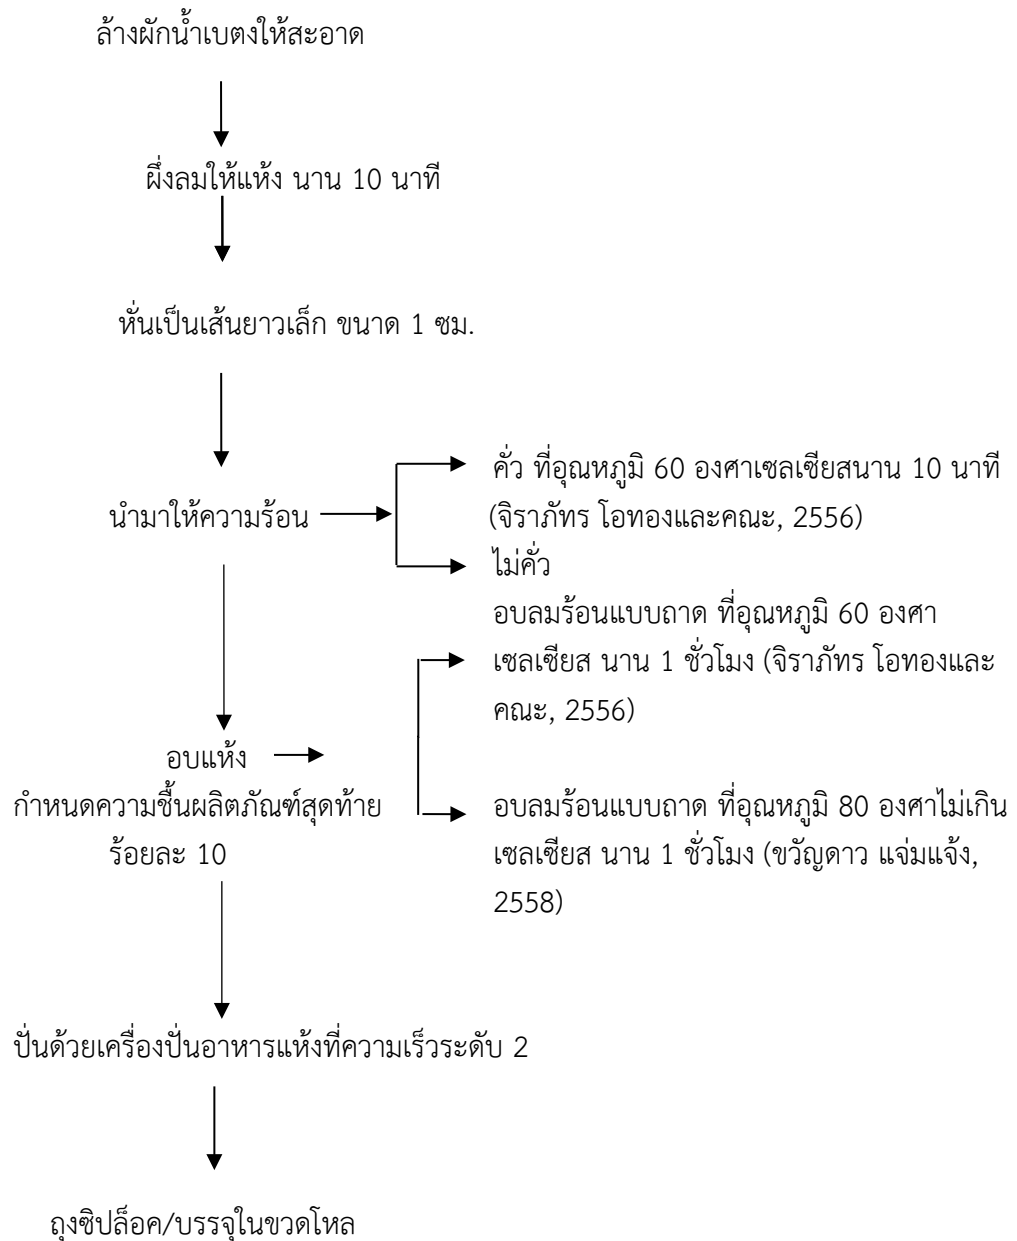 ล้างผักน้ำเบตงให้สะอาด
ผึ่งลมให้แห้ง นาน 10 นาที
หั่นเป็นเส้นยาวเล็ก ขนาด 1 ซม.
นำมาให้ความร้อน
คั่ว ที่อุณหภูมิ 60 องศาเซลเซียสนาน 10 นาที
(จิราภัทร โอทองและคณะ, 2556)
ไม่คั่ว
อบลมร้อนแบบถาด ที่อุณหภูมิ 60 องศา
เซลเซียส นาน 1 ชั่วโมง (จิราภัทร โอทองและ
คณะ, 2556)
อบแห้ง
กำหนดความชื้นผลิตภัณฑ์สุดท้าย
ร้อยละ 10
อบลมร้อนแบบถาด ที่อุณหภูมิ 80 องศาไม่เกิน
เซลเซียส นาน 1 ชั่วโมง (ขวัญดาว แจ่มแจ้ง,
2558)
ปั่นด้วยเครื่องปั่นอาหารแห้งที่ความเร็วระดับ 2
ถุงซิปล็อค/บรรจุในขวดโหล